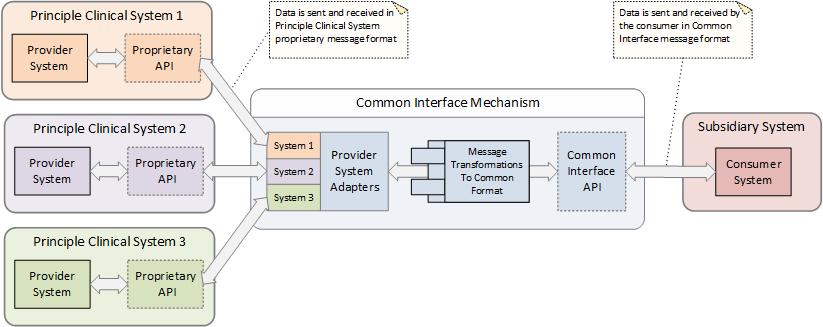 Principle Clinical System 1
Provider
System
Proprietary
API
Data is sent and received in
Principle Clinical System
proprietary message format
Data is sent and received by
the consumer in Common
Interface message format
Principle Clinical System 2
Provider
System
Proprietary
API
Common Interface Mechanism
System 1
System 2
System 3
Provider
System
Adapters
Message
Transformations
To Common
Format
Common
Interface
API
Subsidiary System
Consumer
System
Principle Clinical System 3
Provider
System
Proprietary
API